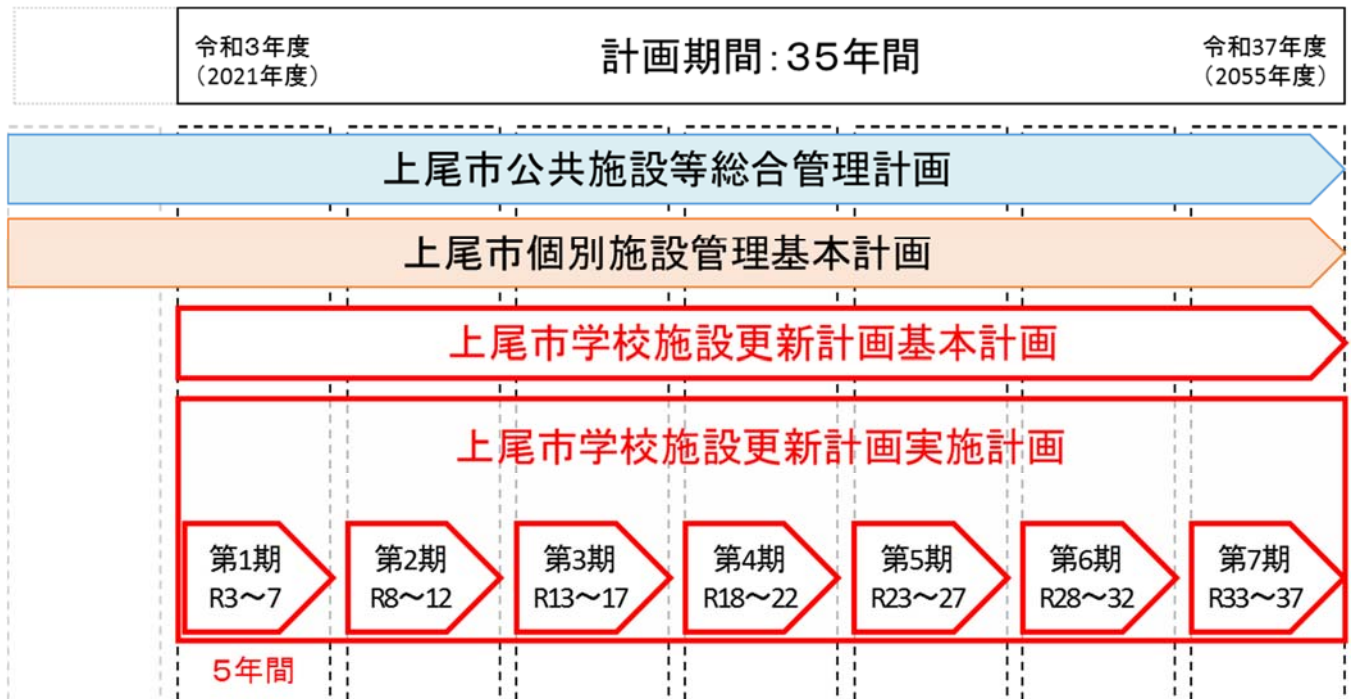 令和3年度
(2021年度)
計画期間：35年間
令和37年度
(2055年度)
上尾市公共施設等総合管理計画
上尾市個別施設管理基本計画
上尾市学校施設更新計画基本計画
上尾市学校施設更新計画実施計画
第1期
R3～7
第2期
R8～12
第3期
R13～17
第4期
R18～22
第5期
R23～27
第6期
R28～32
第7期
R33～37
5年間